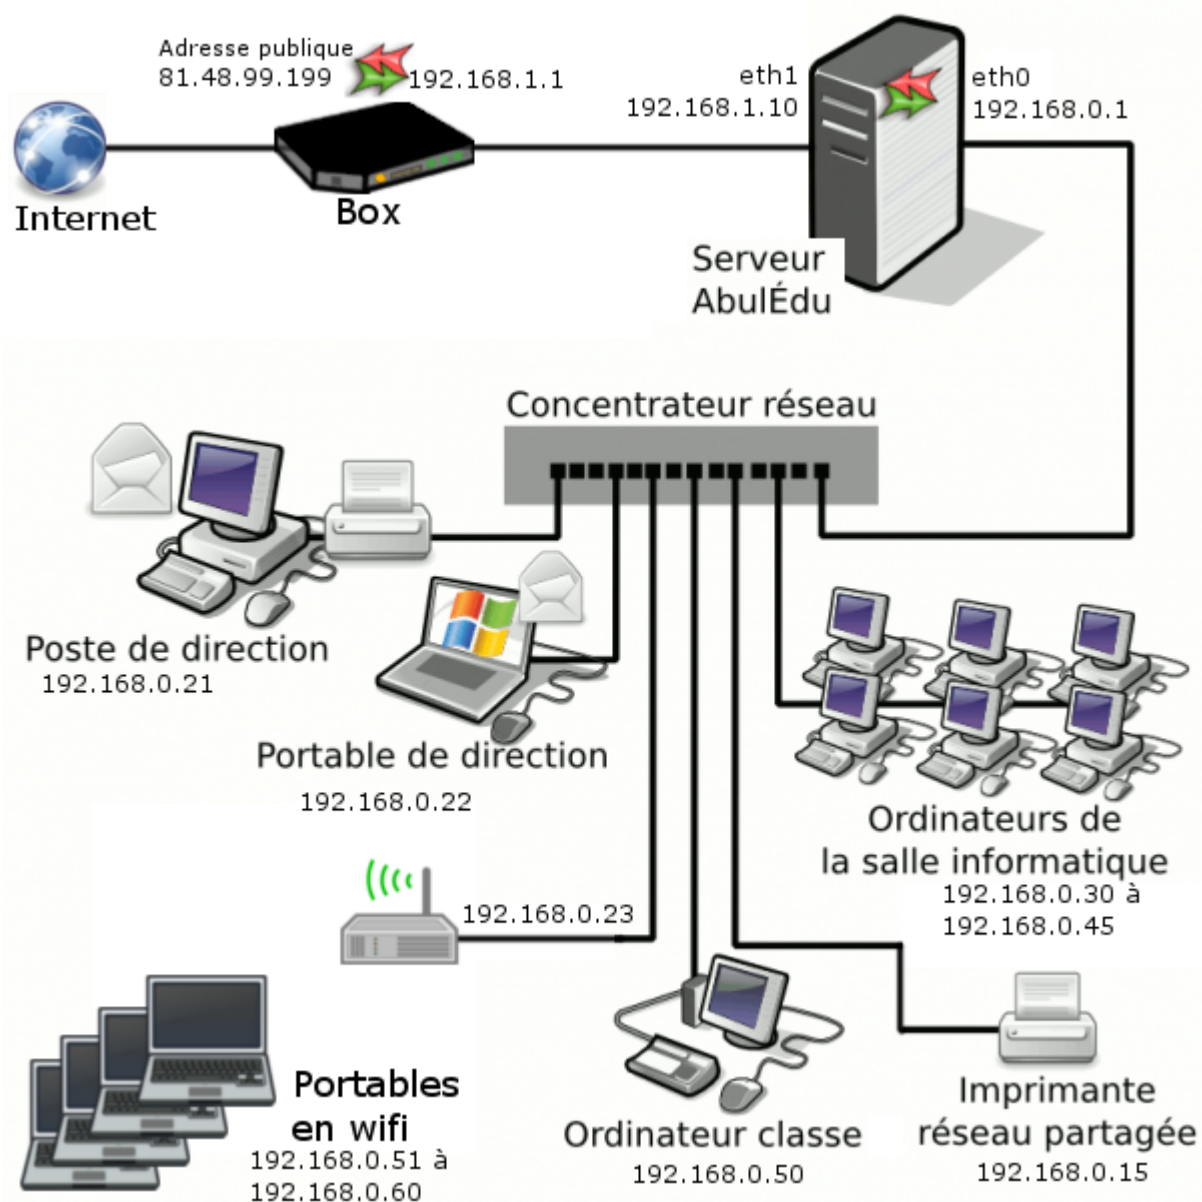 Adresse publique
81.48.99.199
192.168.1.1
eth1
192.168.1.10
eth0
192.168.0.1
Internet
Box
Serveur
AbulÉdu
Concentrateur réseau
Poste de direction
192.168.0.21
Portable de direction
192.168.0.22
Ordinateurs de
la salle informatique
192.168.0.30 à
192.168.0.45
192.168.0.23
Portables
en wifi
192.168.0.51 à
192.168.0.60
Ordinateur classe
192.168.0.50
Imprimante
réseau partagée
192.168.0.15